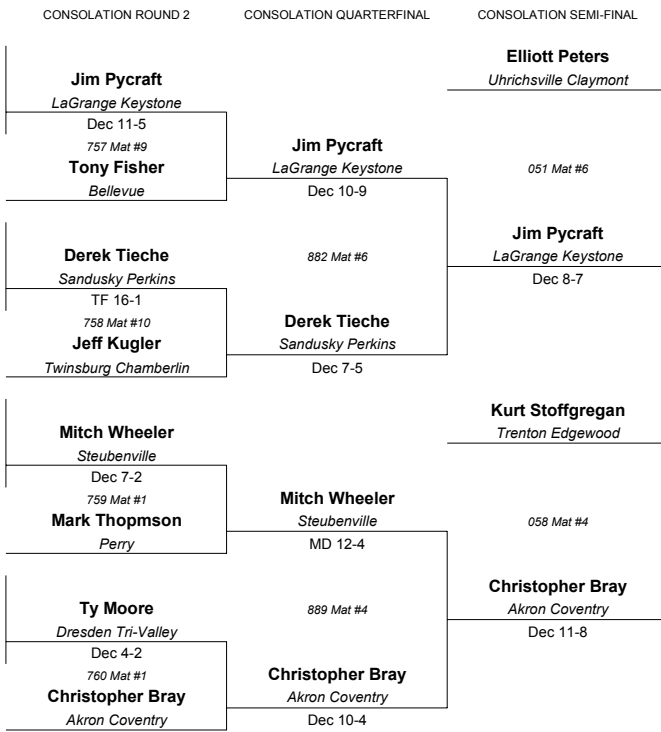 CONSOLATION ROUND 2
CONSOLATION QUARTERFINAL
CONSOLATION SEMI-FINAL
Jim Pycraft
LaGrange Keystone
Dec 11-5
757 Mat #9
Tony Fisher
Bellevue
Derek Tieche
Sandusky Perkins
TF 16-1
758 Mat #10
Jeff Kugler
Twinsburg Chamberlin
Mitch Wheeler
Steubenville
Dec 7-2
759 Mat #1
Mark Thopmson
Perry
Ty Moore
Dresden Tri-Valley
Dec 4-2
760 Mat #1
Christopher Bray
Akron Coventry
Jim Pycraft
LaGrange Keystone
Dec 10-9
882 Mat #6
Derek Tieche
Sandusky Perkins
Dec 7-5
Mitch Wheeler
Steubenville
MD 12-4
889 Mat #4
Christopher Bray
Akron Coventry
Dec 10-4
Elliott Peters
Uhrichsville Claymont
051 Mat #6
Jim Pycraft
LaGrange Keystone
Dec 8-7
Kurt Stoffgregan
Trenton Edgewood
058 Mat #4
Christopher Bray
Akron Coventry
Dec 11-8